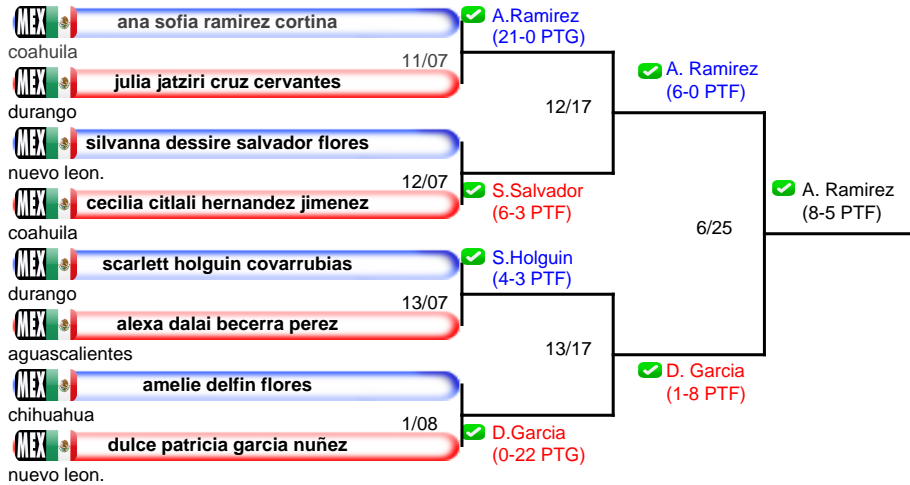 MEX ana sofia ramirez cortina
A.Ramirez
(21-0 PTG)
coahuila
11/07
MEX julia jatziri cruz cervantes
durango
A. Ramirez
(6-0 PTF)
12/17
MEX silvanna dessire salvador flores
nuevo leon.
12/07
MEX cecilia citlali hernandez jimenez
coahuila
S.Salvador
(6-3 PTF)
A. Ramirez
(8-5 PTF)
6/25
MEX scarlett holguin covarrubias
S.Holguin
(4-3 PTF)
durango
13/07
MEX alexa dalai becerra perez
aguascalientes
13/17
D. Garcia
(1-8 PTF)
MEX amelie delfin flores
chihuahua
1/08
MEX dulce patricia garcia nuñez
nuevo leon.
D.Garcia
(0-22 PTG)